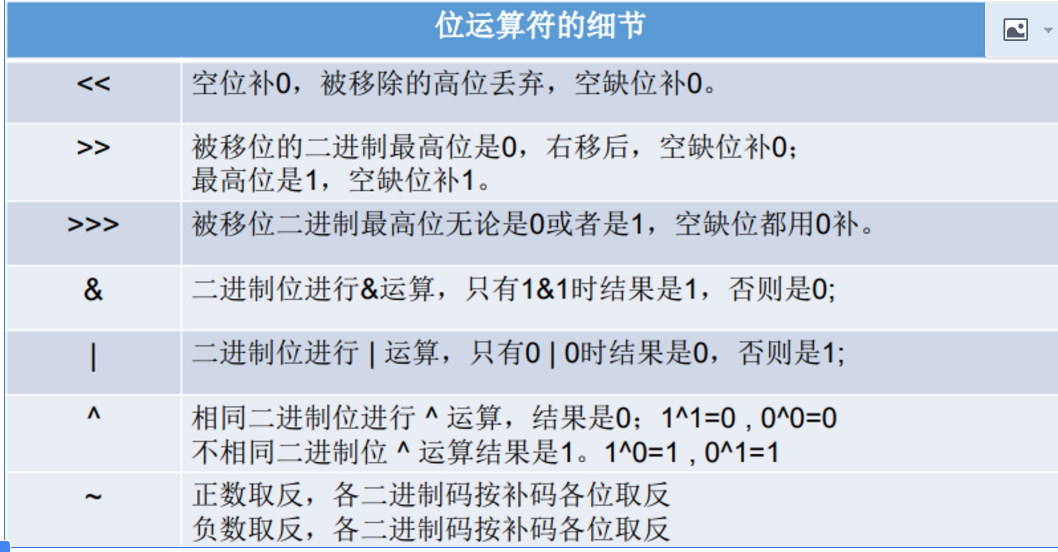 位运算符的细节
<< 空位补0，被移除的高位丢弃，空缺位补0。
>> 被移位的二进制最高位是0，右移后，空缺位补0；
最高位是1，空缺位补1。
>>> 被移位二进制最高位无论是0或者是1，空缺位都用0补。
& 二进制位进行&运算，只有1&1时结果是1，否则是0;
| 二进制位进行 | 运算，只有0 | 0时结果是0，否则是1;
^ 相同二进制位进行 ^ 运算，结果是0；1^1=0 , 0^0=0
不相同二进制位 ^ 运算结果是1。1^0=1 , 0^1=1
~ 正数取反，各二进制码按补码各位取反
负数取反，各二进制码按补码各位取反